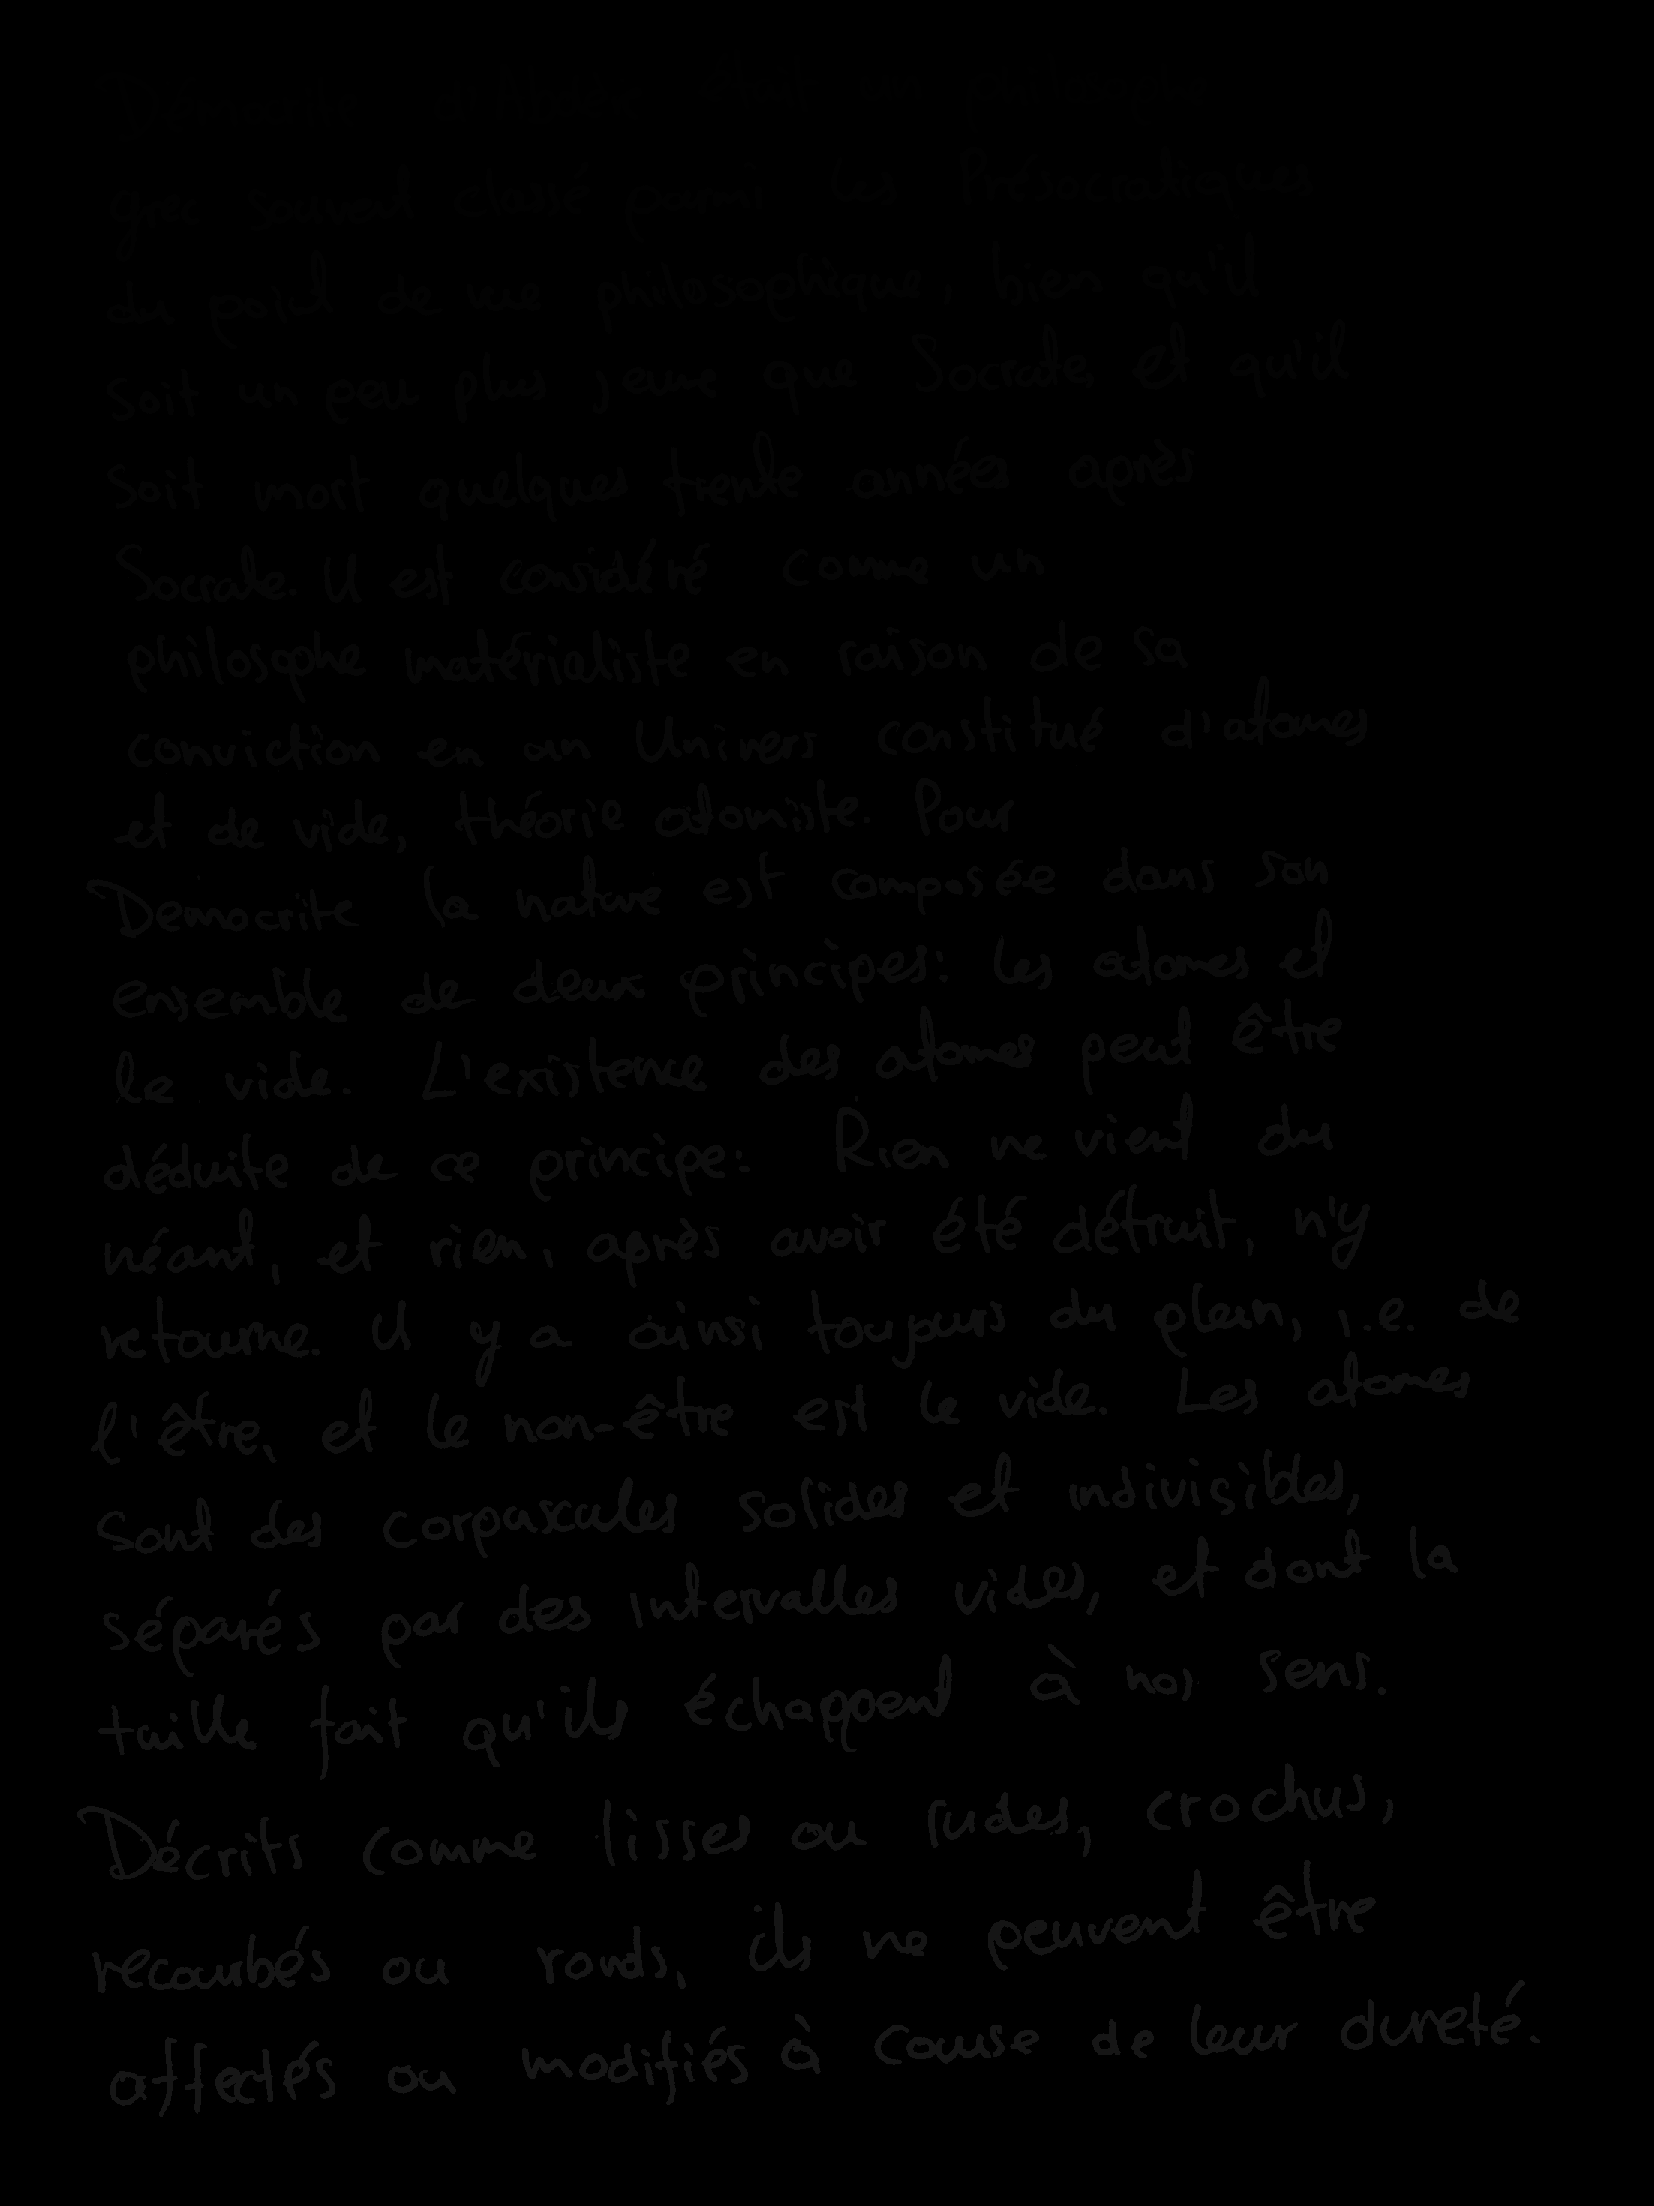 Démocrite d'Abdère était un philosophe
grec souvent classé parmi les Présocratiques
du point de vue philosophique, bien qu'il
soit un peu plus jeune que Socrate, et qu'il
soit mort quelques trente années après
Socrate. Il est considéré comme un
philosophe matérialiste en raison de sa
conviction en un Univers constitué d'atomes
et de vide, théorie atomiste. Pour
Démocrite la nature est composée dans son
ensemble de deux principes: les atomes et
le vide. L'existence des atomes peut être
déduite de ce principe: Rien ne vient du
néant, et rien, après avoir été détruit, n'y
retourne. Il y a ainsi toujours du plein, i.e. de
l'être, et le non-être est le vide. Les atomes
sont des corpuscules solides et indivisibles,
séparés par des intervalles vides, et dont la
taille fait qu'ils échappent à nos sens.
Décrits comme lisses ou rudes, crochus,
recourbés ou ronds, ils ne peuvent être
affectés ou modifiés à cause de leur dureté.